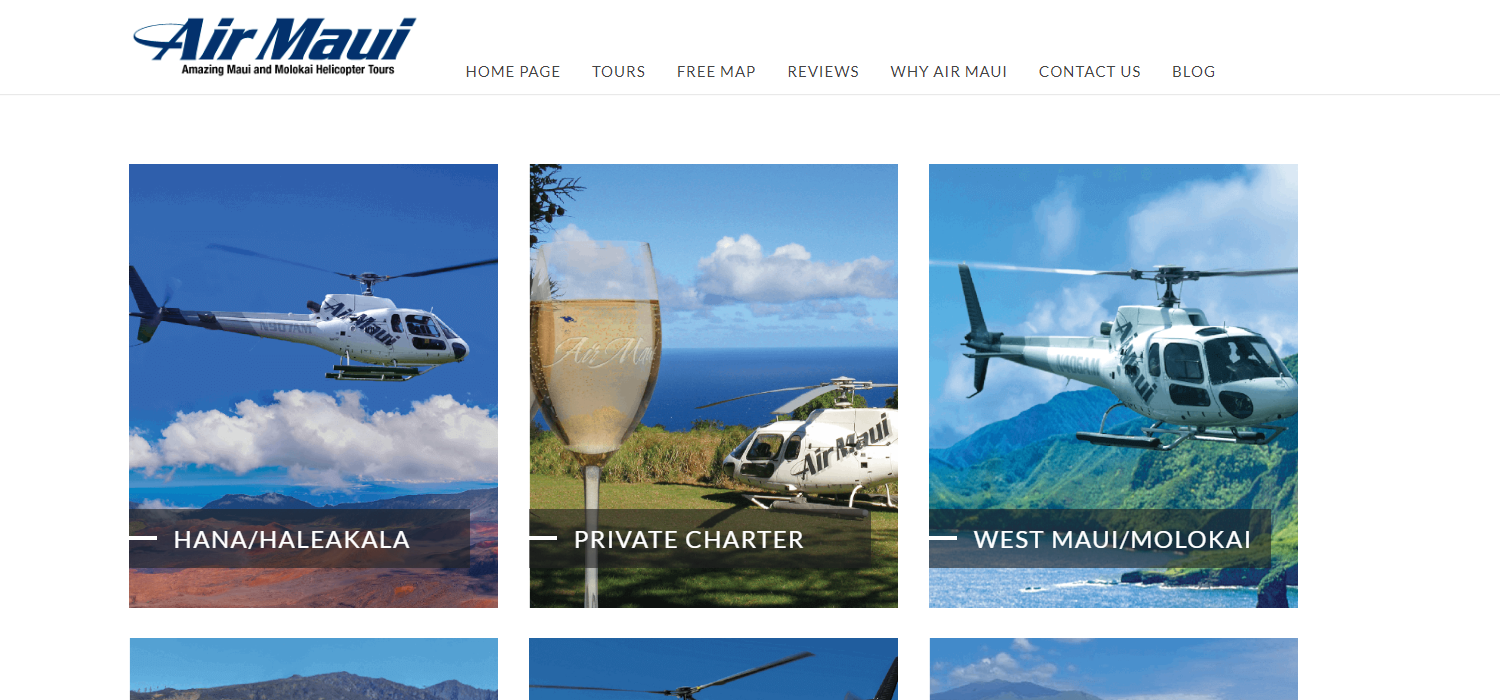 Air Maui
Amazing Maui and Molokai Helicopter Tours
HOME PAGE TOURS FREE MAP REVIEWS WHY AIR MAUI CONTACT US BLOG
Air Maui
N907AM
HANA/HALEAKALA
Air Maui
Air Maui
PRIVATE CHARTER
Air Maui
WEST MAUI/MOLOKAI